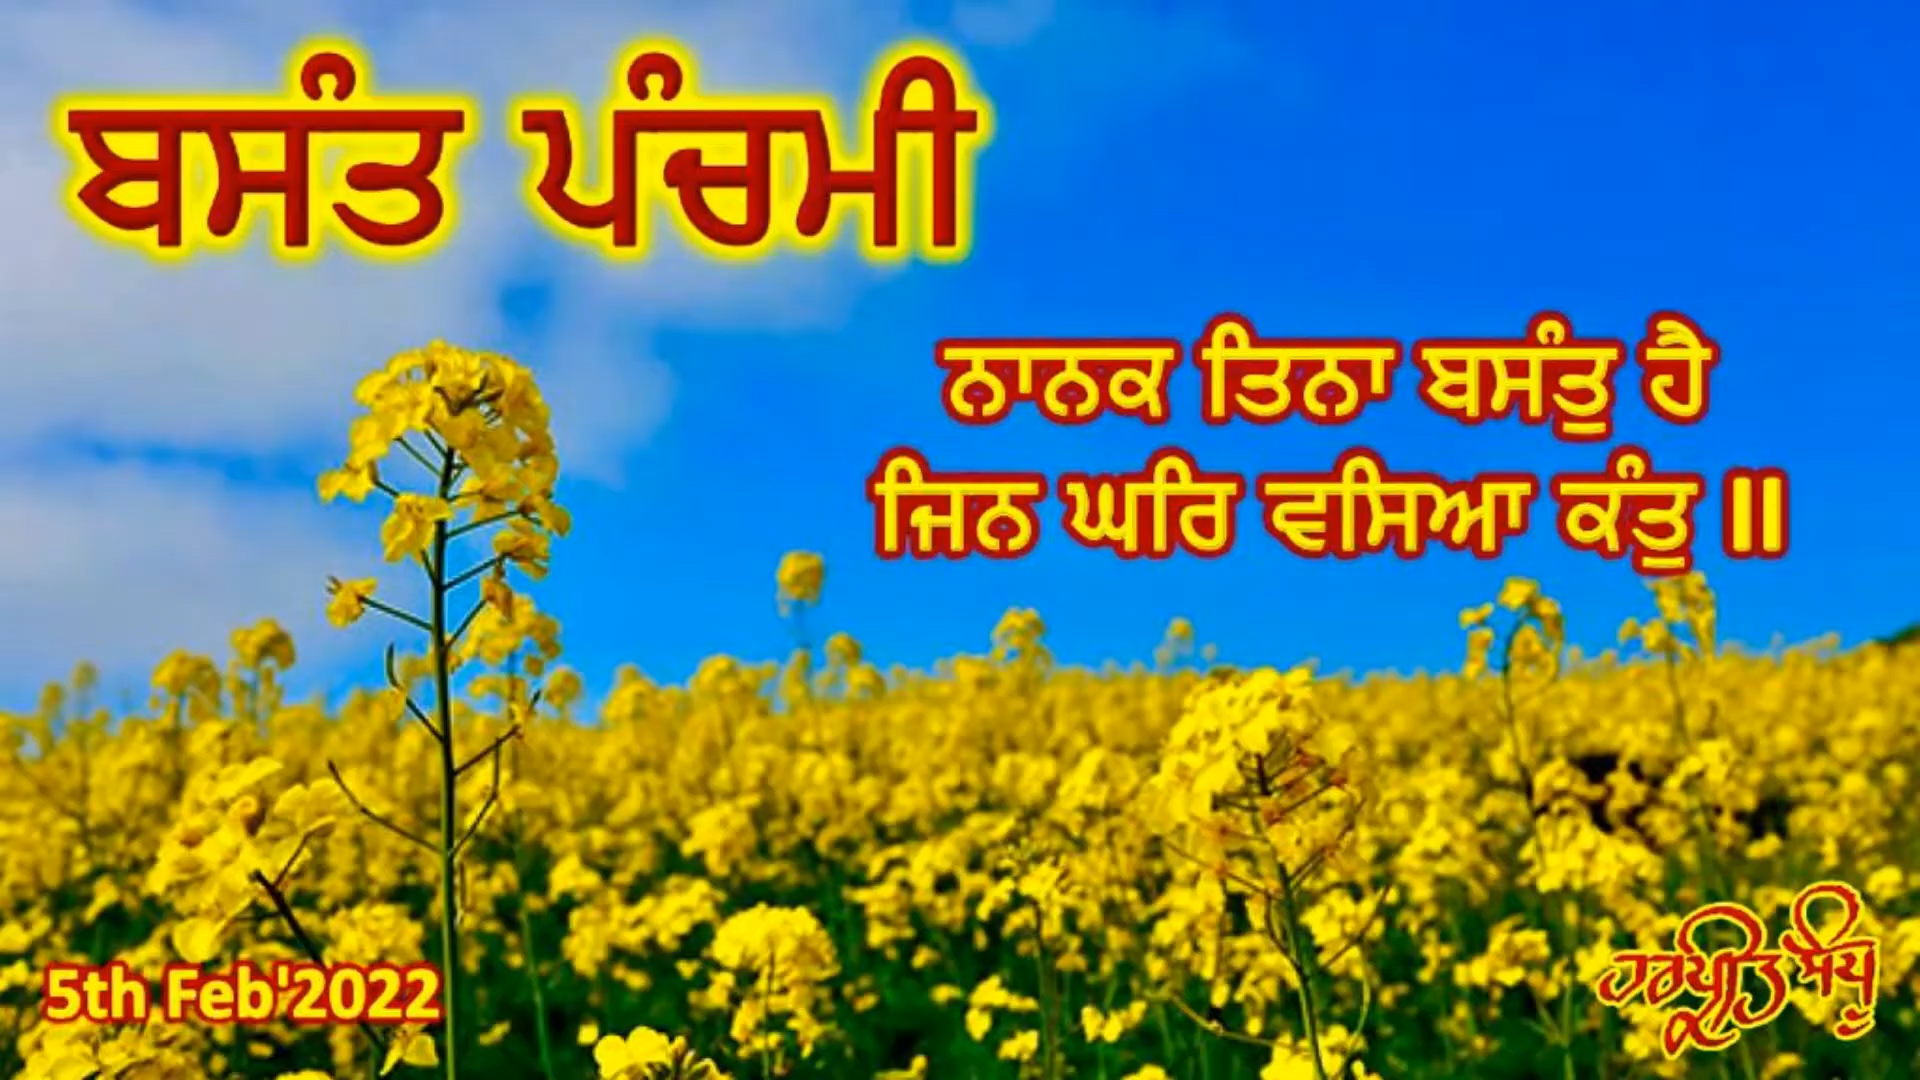 ਬਸੰਤ ਪੰਚਮੀ
ਨਾਨਕ ਤਿਨਾ ਬਸੰਤੁ ਹੈ
ਜਿਨ ਘਰਿ ਵਸਿਆ ਕੰਤੁ ॥
5th Feb'2022
ਹਰਪ੍ਰੀਤ ਸੰਧੂ